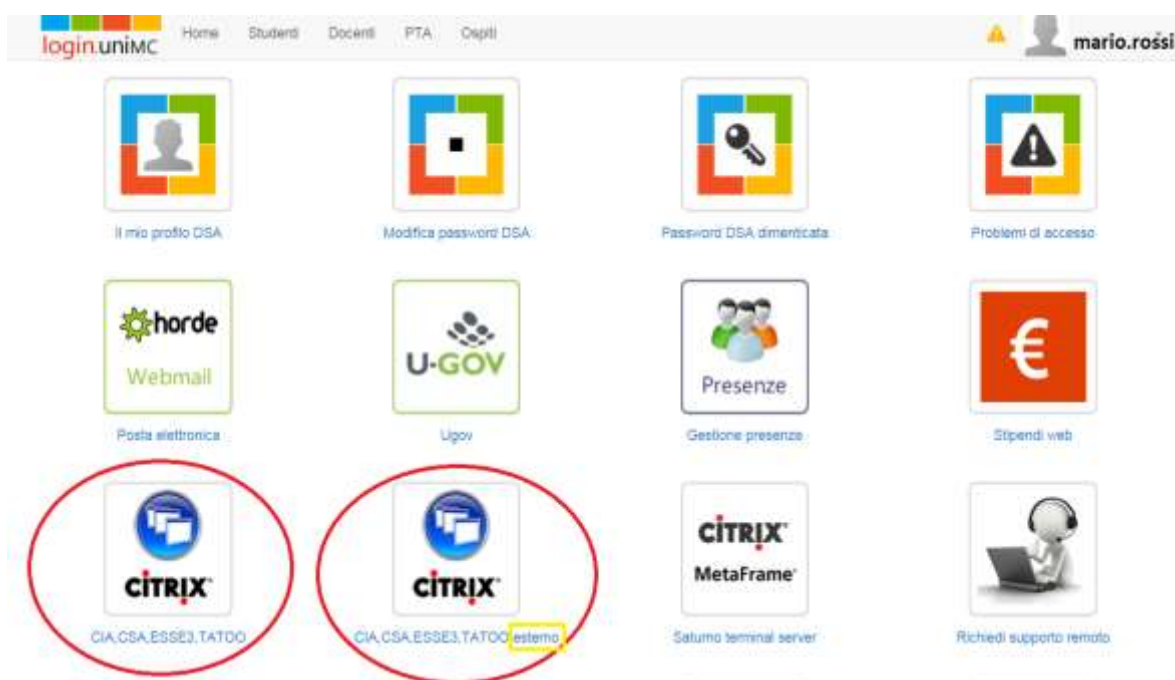 login.uniMC Home Studenti Docenti PTA Ospiti mario.rossi
Il mio profilo DSA Modifica password DSA Password DSA dimenticata Problemi di accesso
horde
Webmail
U-GOV
Presenze
€
Posta elettronica Ugov Gestione presenze Stipendi web
CITRIX
CITRIX
CITRIX
MetaFrame
CIA,CSA,ESSE3,TATOO CIA,CSA,ESSE3,TATOO esterno Saturno terminal server Richiedi supporto remoto